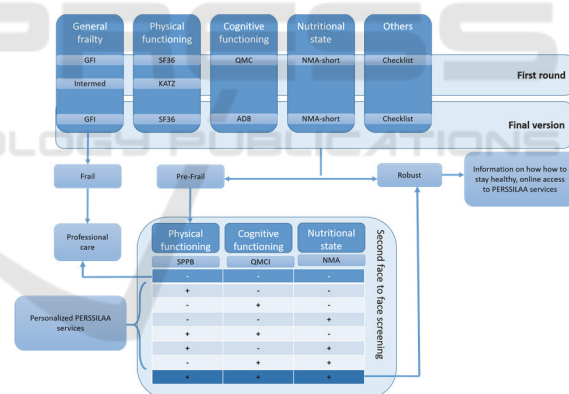 General frailty
Physical functioning
Cognitive functioning
Nutritional state
Others
GFI
SF36
QMC
NMA-short
Checklist
First round
Intermed
KATZ
GFI
SF36
AD8
NMA-short
Checklist
Final version
Frail
Pre-Frail
Robust
Information on how how to
stay healthy, online access
to PERSSILAA services
Professional
care
Physical functioning
Cognitive functioning
Nutritional state
SPPB
QMCI
NMA
- - -
+ - -
- + -
- - +
+ + -
+ - +
- + +
+ + +
Second face to face screening
Personalized PERSSILAA
services
OLOGY PUBLICATIONS